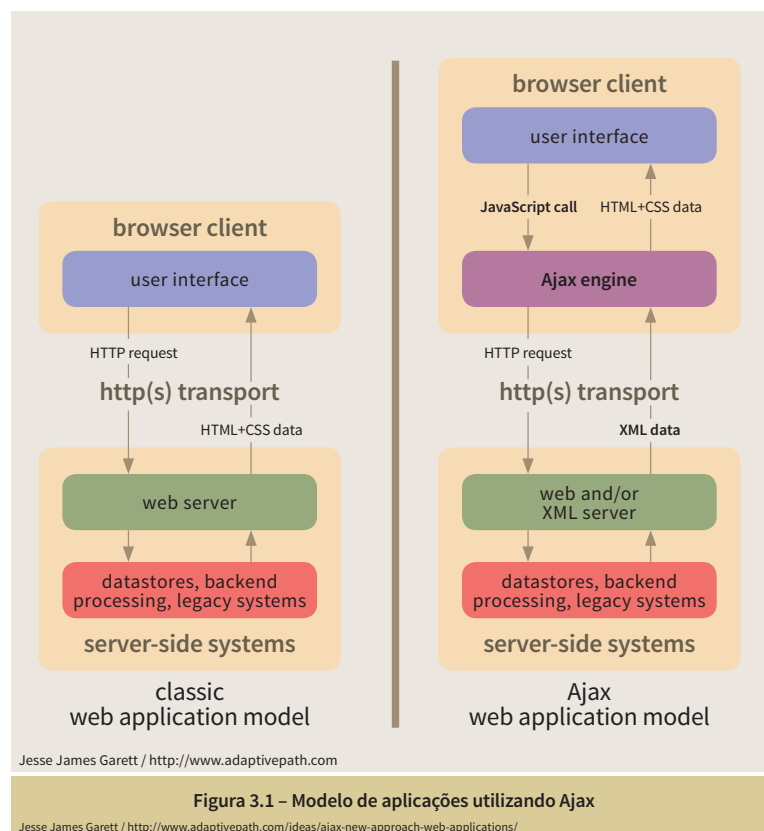 browser client
user interface
HTTP request
http(s) transport
HTML+CSS data
web server
datastores, backend
processing, legacy systems
server-side systems
classic
web application model
browser client
user interface
JavaScript call
HTML+CSS data
Ajax engine
HTTP request
http(s) transport
XML data
web and/or
XML server
datastores, backend
processing, legacy systems
server-side systems
Ajax
web application model
Jesse James Garett / http://www.adaptivepath.com
Figura 3.1 – Modelo de aplicações utilizando Ajax
Jesse James Garett / http://www.adaptivepath.com/ideas/ajax-new-approach-web-applications/